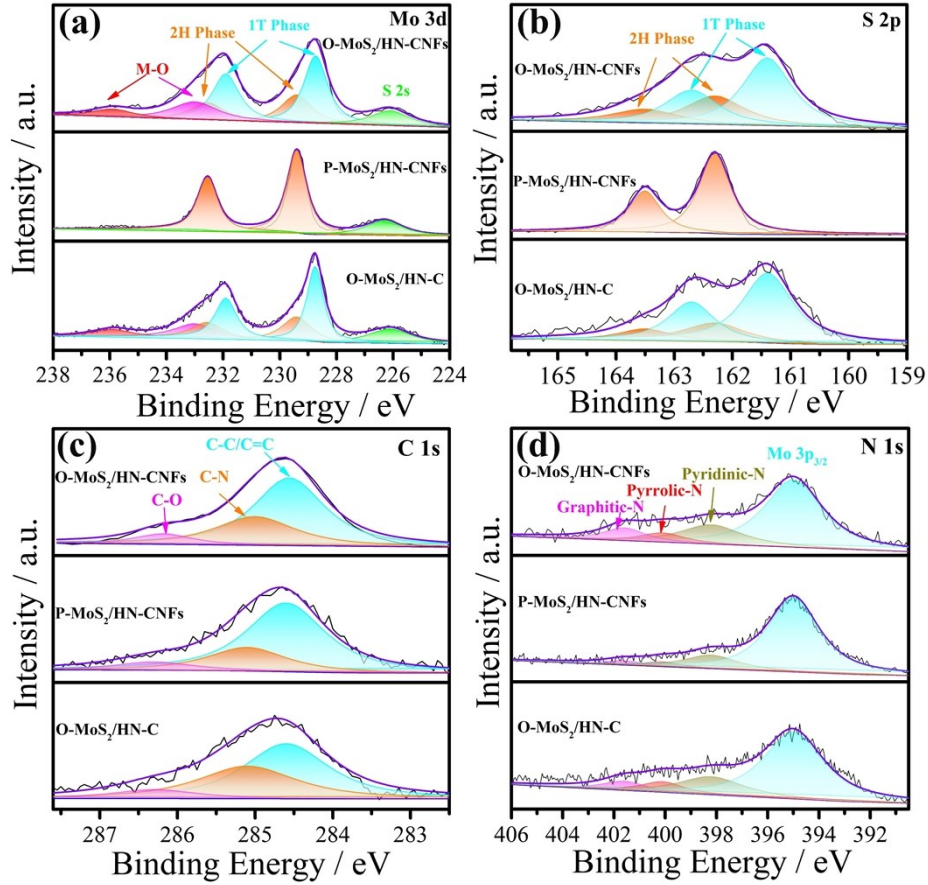 (a)
Mo 3d
2H Phase
1T Phase
O-MoS₂/HN-CNFs
M-O
S 2s
P-MoS₂/HN-CNFs
O-MoS₂/HN-C
Intensity / a.u.
238 236 234 232 230 228 226 224
Binding Energy / eV
(b)
S 2p
1T Phase
2H Phase
O-MoS₂/HN-CNFs
P-MoS₂/HN-CNFs
O-MoS₂/HN-C
Intensity / a.u.
165 164 163 162 161 160 159
Binding Energy / eV
(c)
C 1s
C-C/C=C
O-MoS₂/HN-CNFs
C-N
C-O
P-MoS₂/HN-CNFs
O-MoS₂/HN-C
Intensity / a.u.
287 286 285 284 283
Binding Energy / eV
(d)
N 1s
O-MoS₂/HN-CNFs
Mo 3p₃/₂
Pyridinic-N
Pyrrolic-N
Graphitic-N
P-MoS₂/HN-CNFs
O-MoS₂/HN-C
Intensity / a.u.
406 404 402 400 398 396 394 392
Binding Energy / eV